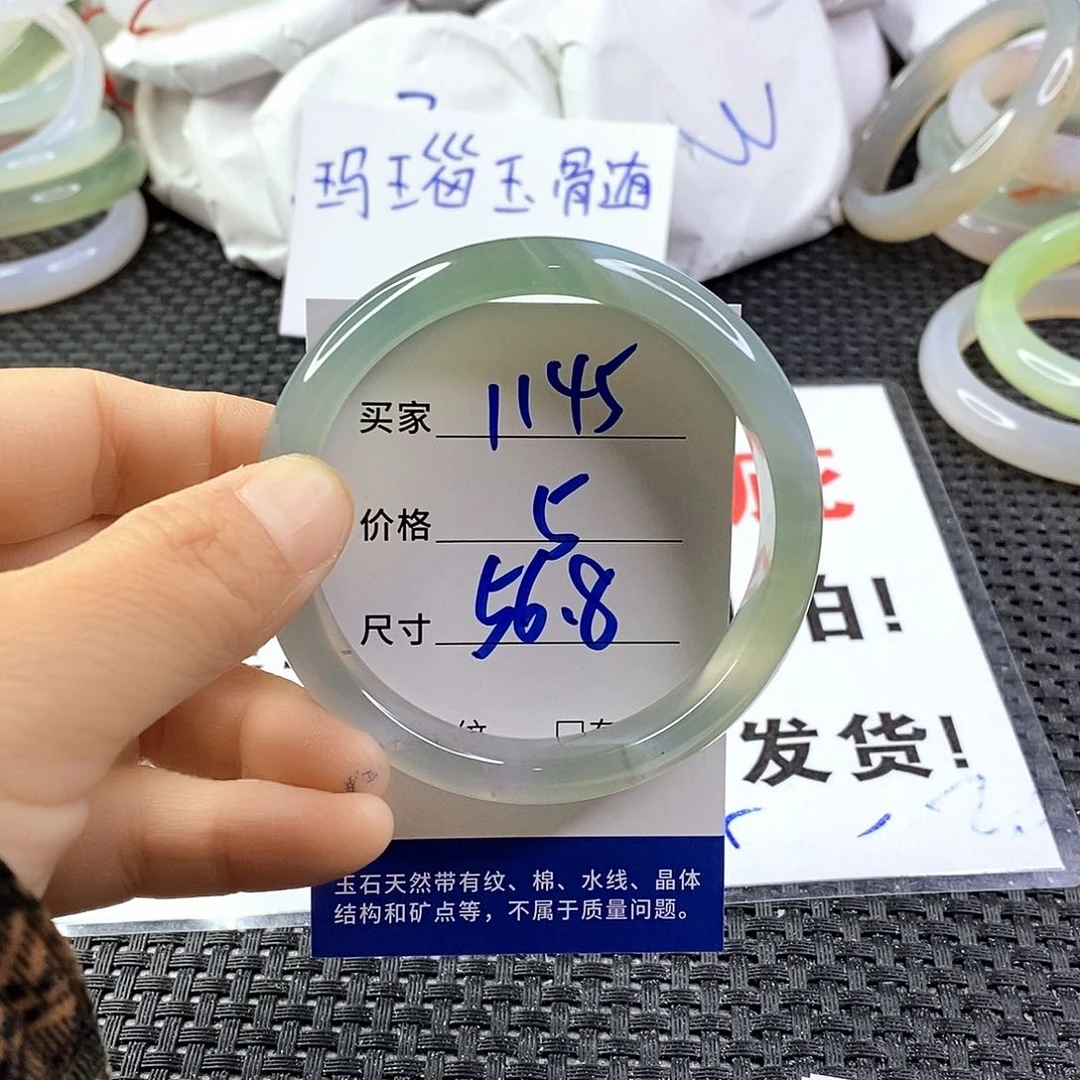 玛瑙玉骨髓
买家 1145
价格 5
尺寸 56.8
玉石天然带有纹、棉、水线、晶体
结构和矿点等，不属于质量问题。
拍!
发货!